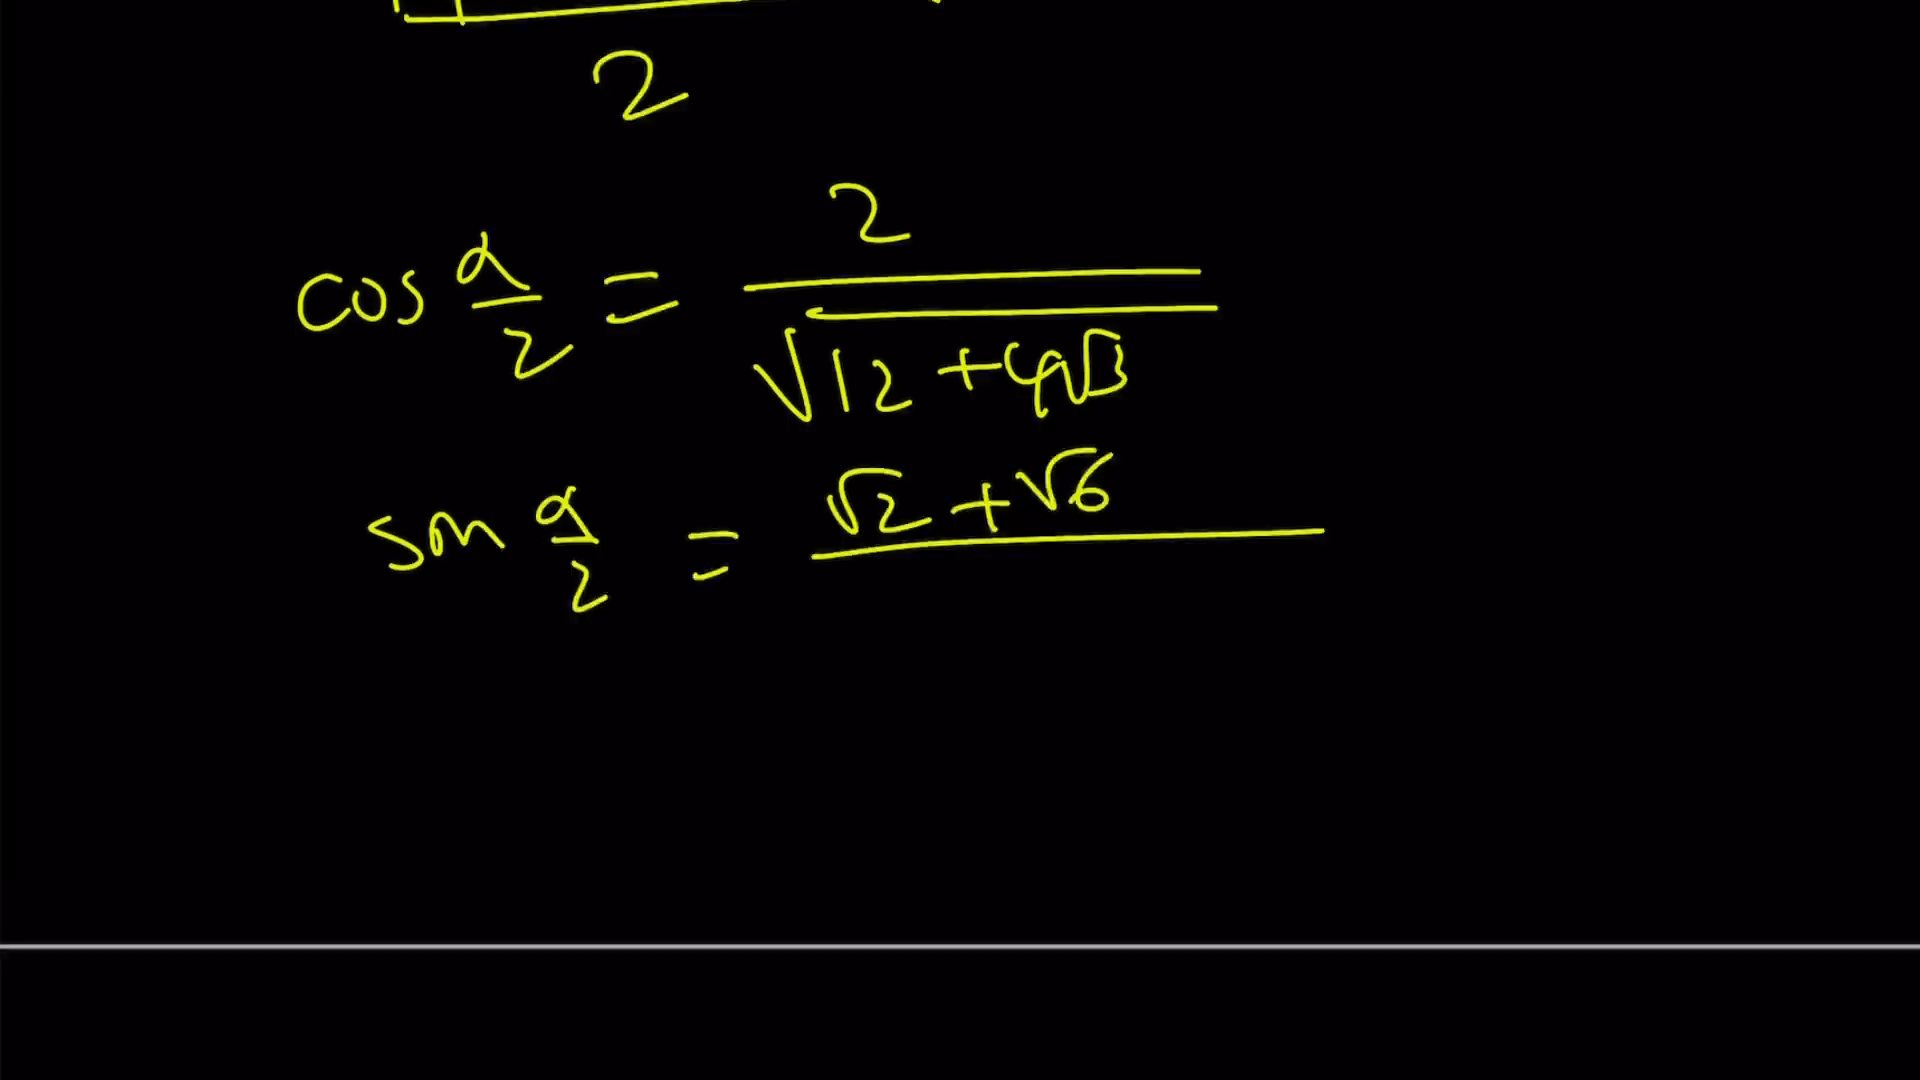 2
cos α/2 = 2/√(12+4√3)
sin α/2 = √2+√6